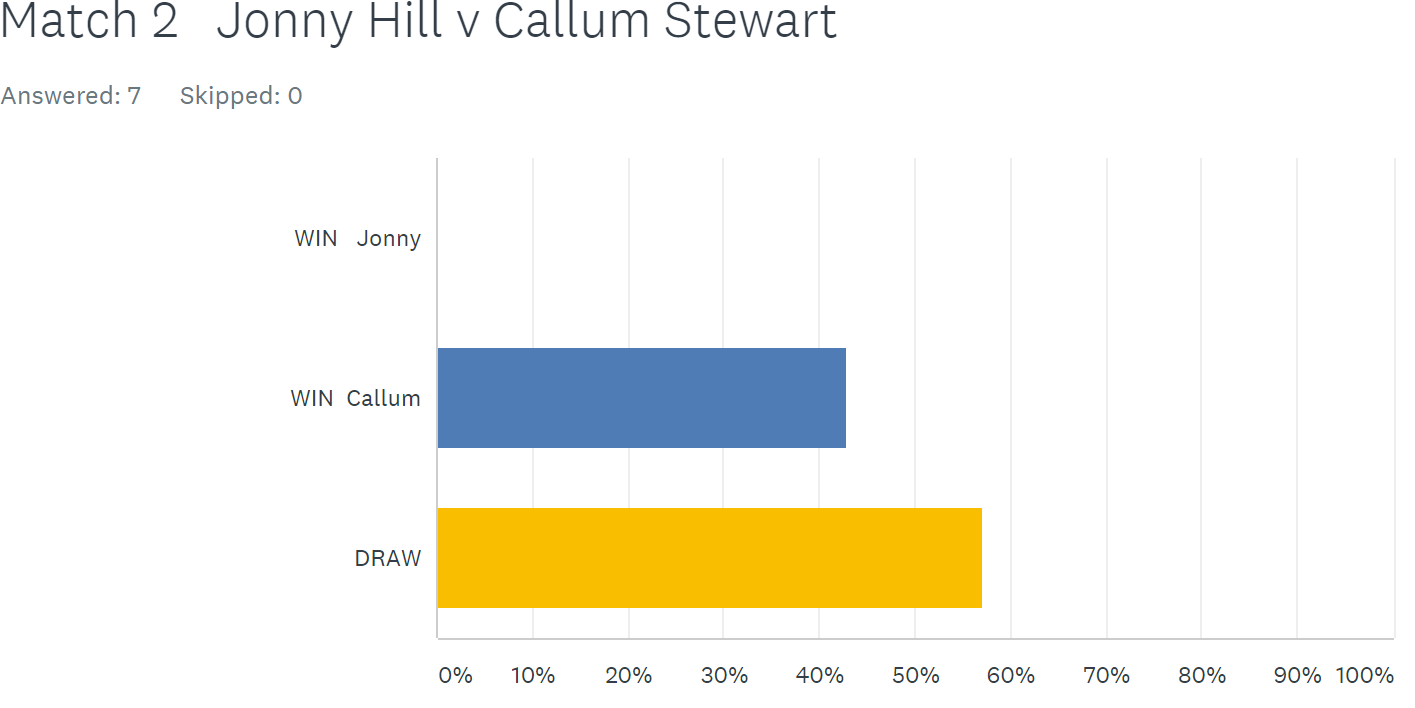 Match 2   Jonny Hill v Callum Stewart
Answered: 7   Skipped: 0
WIN   Jonny
WIN  Callum
DRAW
0% 10% 20% 30% 40% 50% 60% 70% 80% 90% 100%